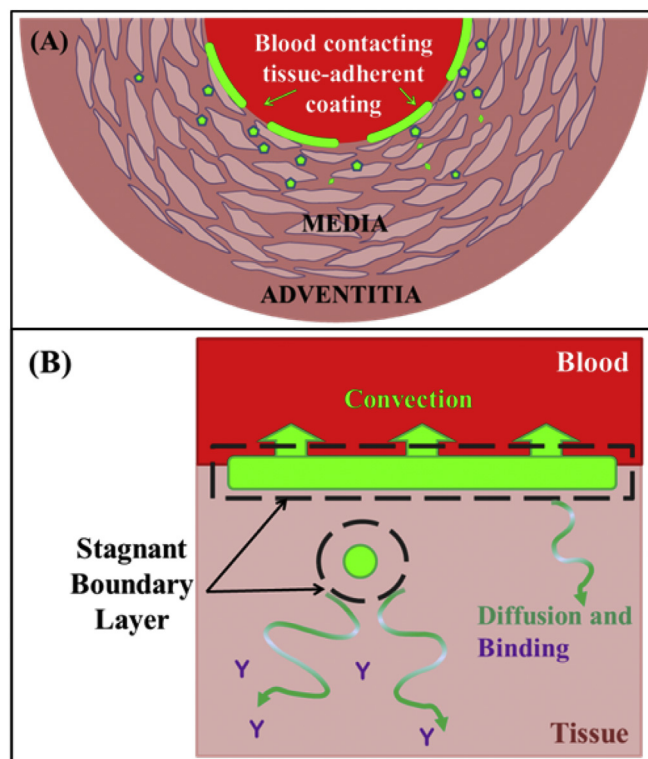 (A)
Blood contacting
tissue-adherent
coating
MEDIA
ADVENTITIA
(B)
Blood
Convection
Stagnant
Boundary
Layer
Diffusion and
Binding
Y
Y
Y
Y
Tissue